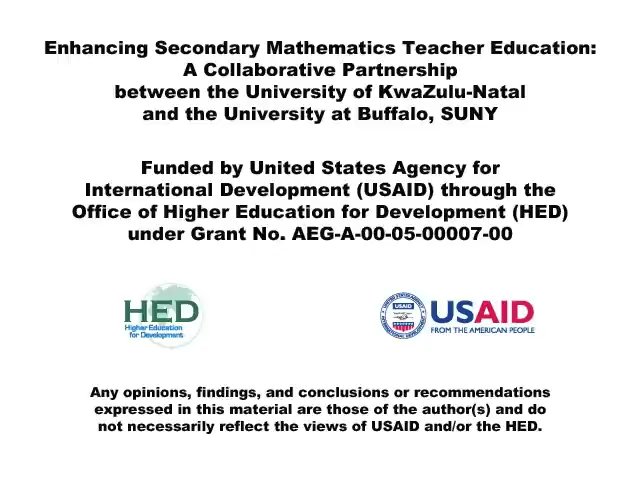 Enhancing Secondary Mathematics Teacher Education:
A Collaborative Partnership
between the University of KwaZulu-Natal
and the University at Buffalo, SUNY
Funded by United States Agency for
International Development (USAID) through the
Office of Higher Education for Development (HED)
under Grant No. AEG-A-00-05-00007-00
HED
Higher Education
for Development
USAID
USAID
FROM THE AMERICAN PEOPLE
Any opinions, findings, and conclusions or recommendations
expressed in this material are those of the author(s) and do
not necessarily reflect the views of USAID and/or the HED.